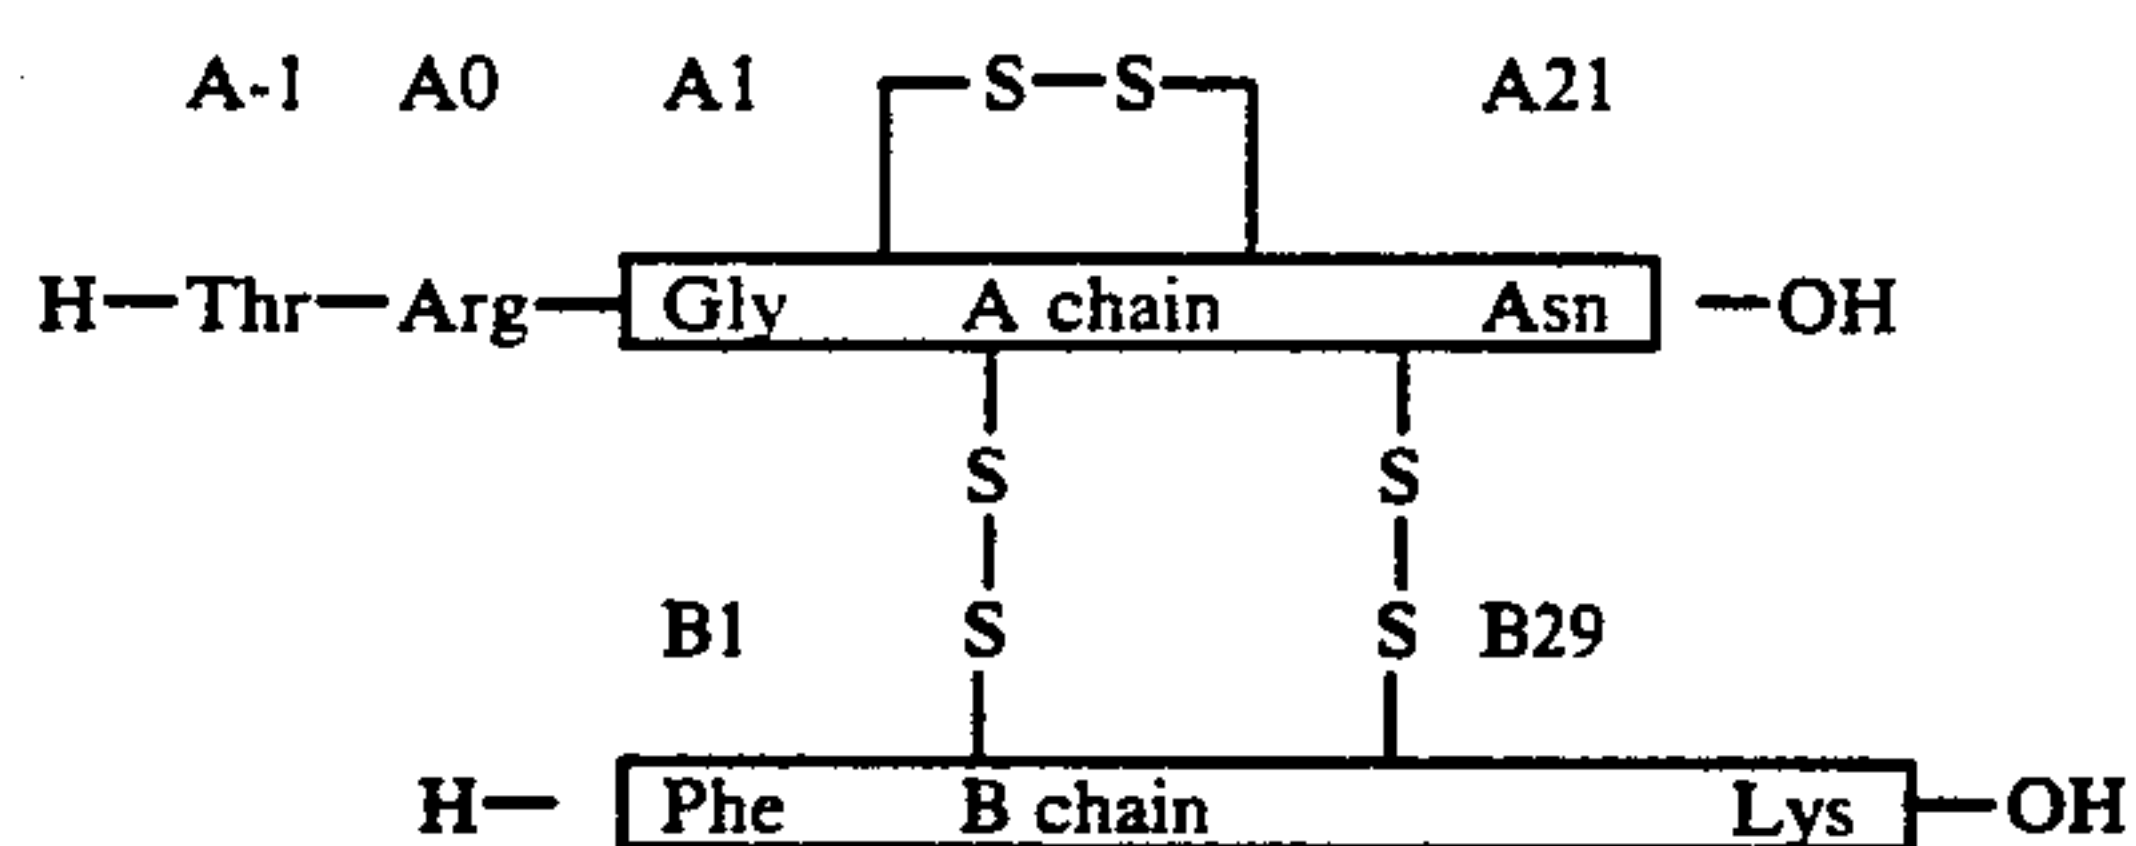 A-1 A0 A1 S—S A21
H—Thr—Arg—Gly A chain Asn —OH
S S
B1 S S B29
H— Phe B chain Lys —OH